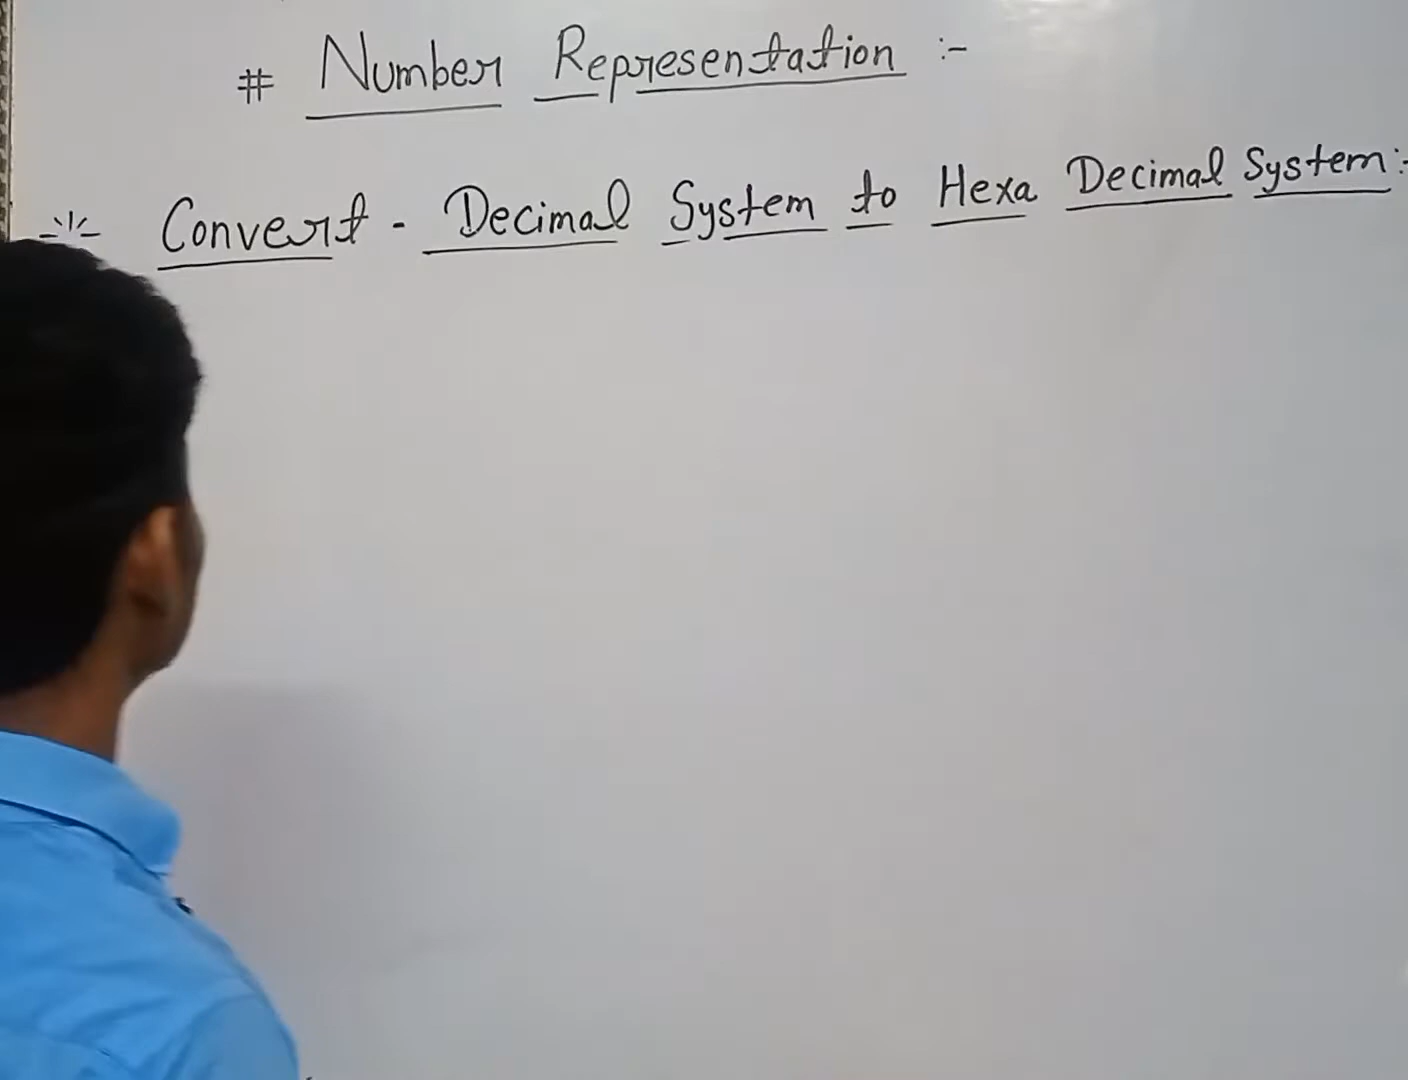 # Number Representation :-
Convert - Decimal System to Hexa Decimal System :-